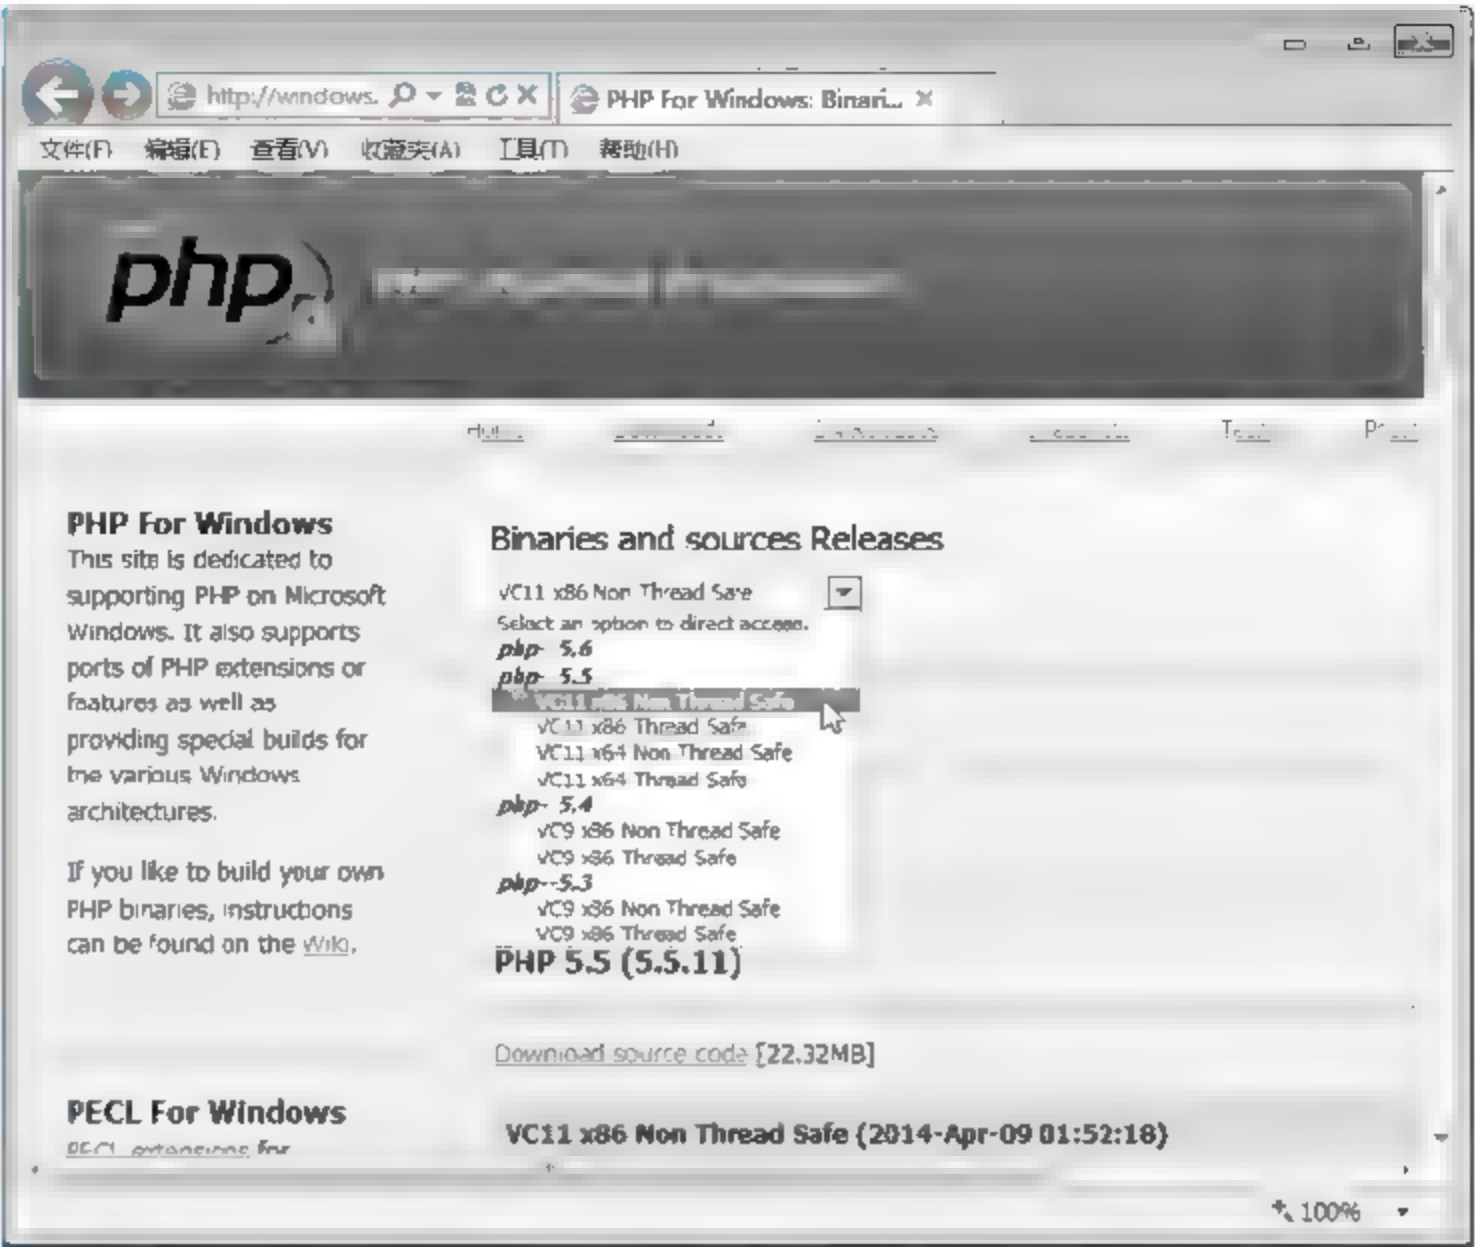 http://windows.
PHP For Windows: Binari...
文件(F) 编辑(E) 查看(V) 收藏夹(A) 工具(T) 帮助(H)
php
PHP For Windows
This site is dedicated to
supporting PHP on Microsoft
Windows. It also supports
ports of PHP extensions or
features as well as
providing special builds for
the various Windows
architectures.
If you like to build your own
PHP binaries, instructions
can be found on the Wiki.
PECL For Windows
PECL extensions for
Binaries and sources Releases
VC11 x86 Non Thread Safe
Select an option to direct access.
php- 5.6
php- 5.5
VC11 x86 Non Thread Safe
VC11 x86 Thread Safe
VC11 x64 Non Thread Safe
VC11 x64 Thread Safe
php- 5.4
VC9 x86 Non Thread Safe
VC9 x86 Thread Safe
php--5.3
VC9 x86 Non Thread Safe
VC9 x86 Thread Safe
PHP 5.5 (5.5.11)
Download source code [22.32MB]
VC11 x86 Non Thread Safe (2014-Apr-09 01:52:18)
100%